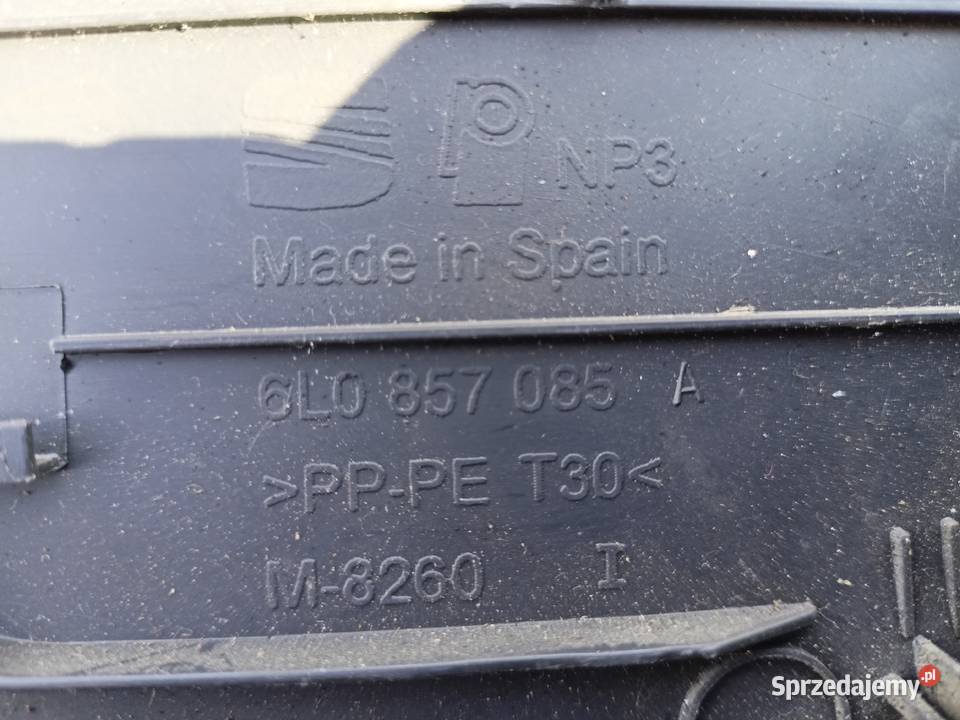 NP3
Made in Spain
6L0 857 085 A
>PP-PE T30<
M-8260 I
Sprzedajemy.pl